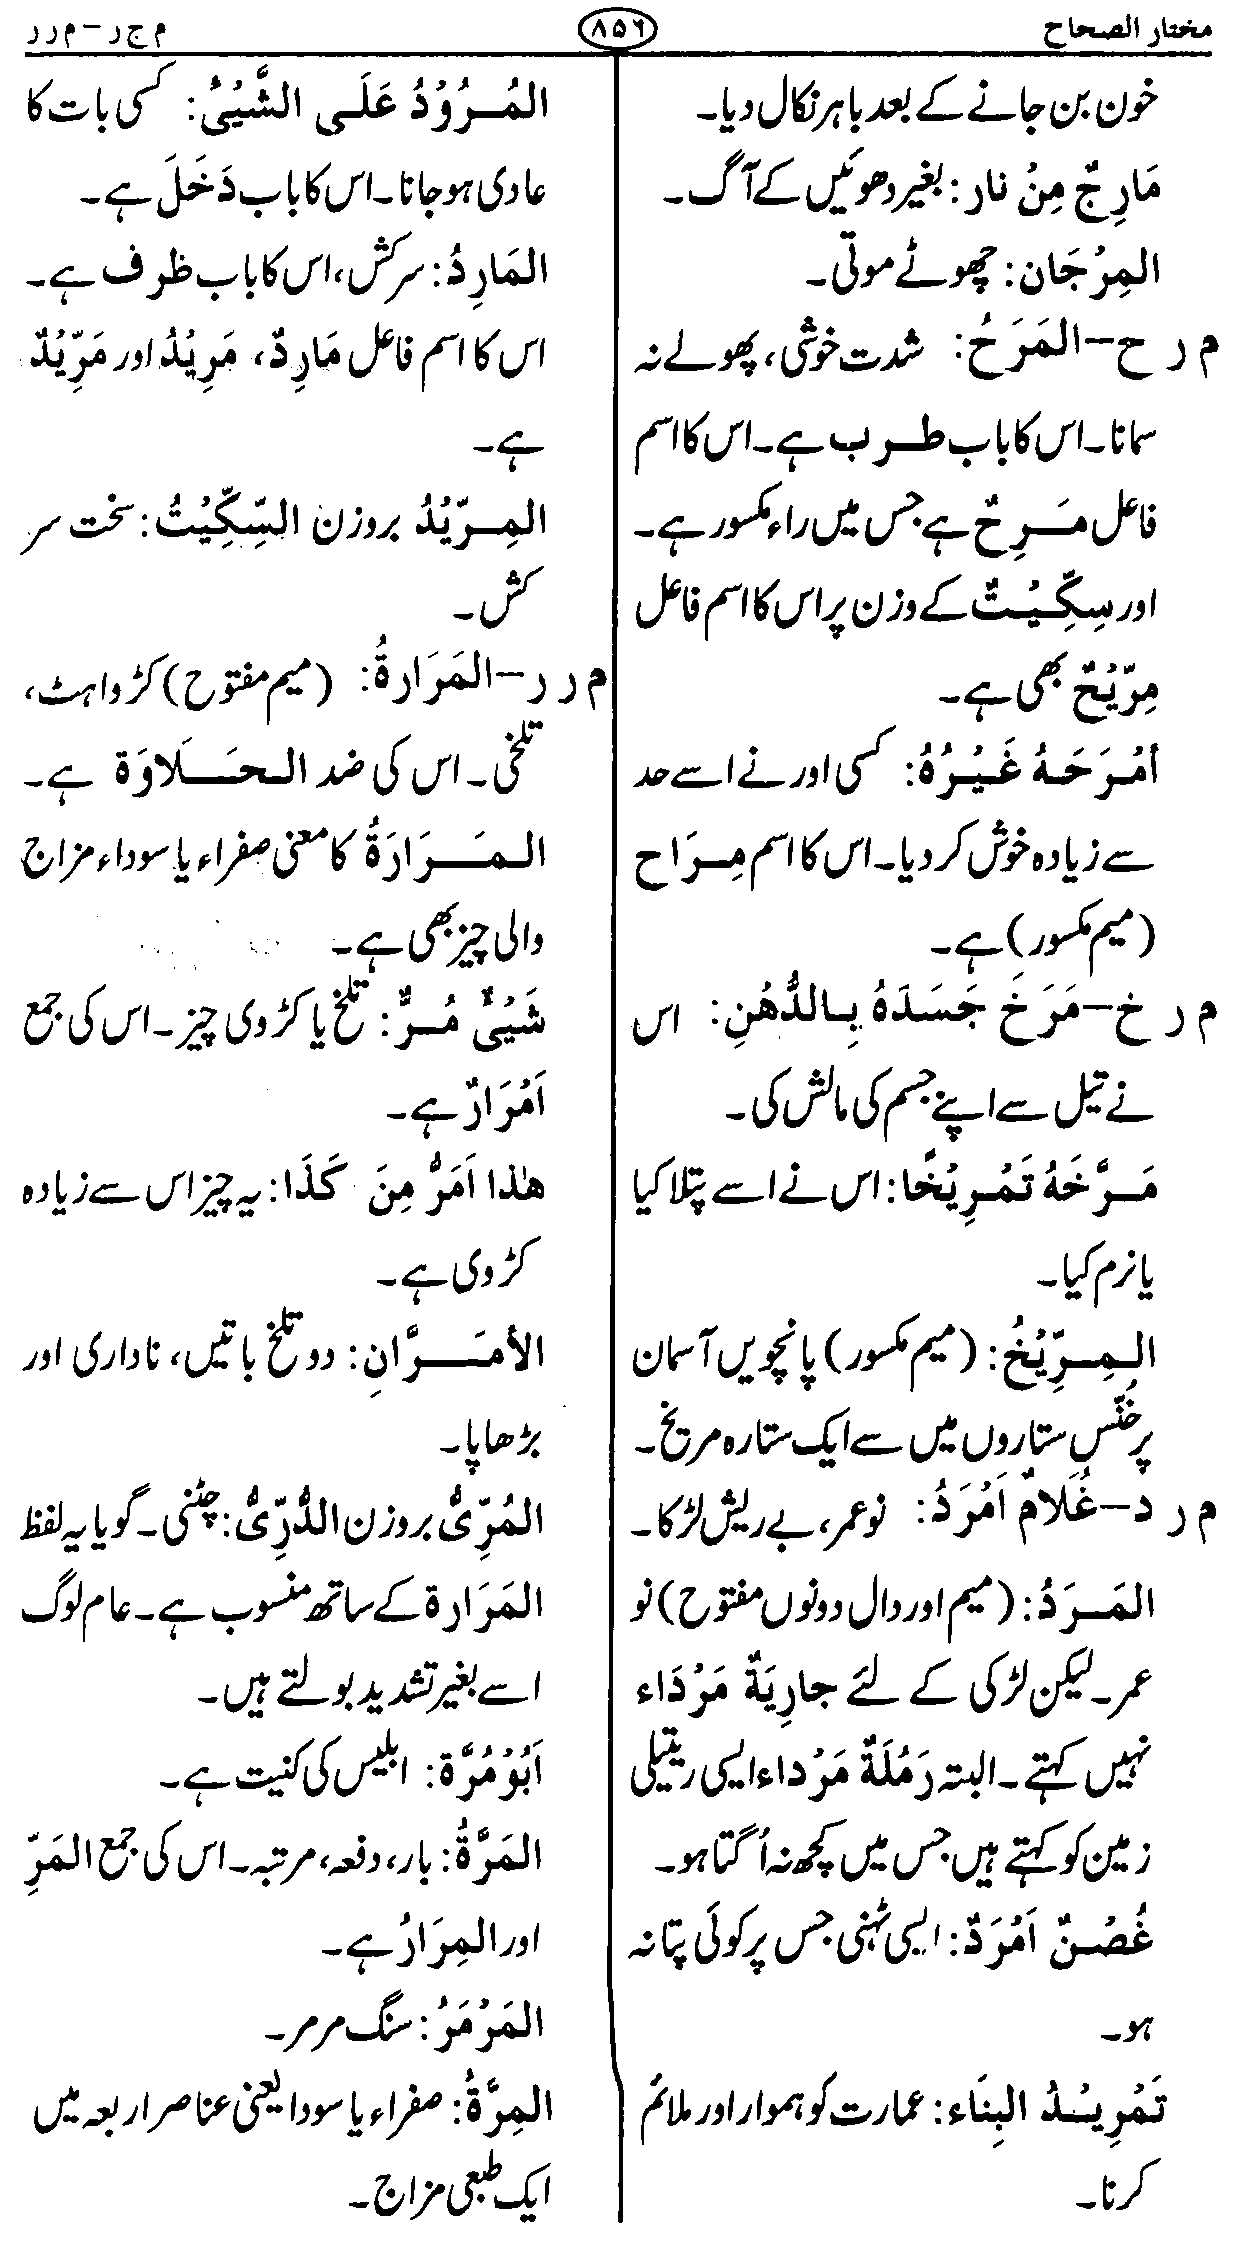 مختار الصحاح ۸۵۶ م ج ر – م ر ر
خون بن جانے کے بعد باہر نکال دیا۔
مَارِجٌ مِنْ نار: بغیر دھوئیں کے آگ۔
المِرْجَان: چھوٹے موتی۔
م ر ح – المَرَحُ: شدت خوشی، پھولے نہ
سمانا۔ اس کا باب طرب ہے۔ اس کا اسم
فاعل مَرِحٌ ہے جس میں راء مکسور ہے۔
اور سِکِّیْتٌ کے وزن پر اس کا اسم فاعل
مِرِّیْحٌ بھی ہے۔
أمْرَحَهُ غَیْرُهُ: کسی اور نے اسے حد
سے زیادہ خوش کر دیا۔ اس کا اسم مِرَاح
(میم مکسور) ہے۔
م ر خ – مَرَخَ جَسَدَهُ بِالدُّهْنِ: اس
نے تیل سے اپنے جسم کی مالش کی۔
مَرَّخَهُ تَمْرِیْخًا: اس نے اسے پتلا کیا
یا نرم کیا۔
المِرِّیْخُ: (میم مکسور) پانچویں آسمان
پر خُنَّس ستاروں میں سے ایک ستارہ مریخ۔
م ر د – غُلَامٌ اَمْرَدُ: نوعمر، بے ریش لڑکا۔
المَرَدُ: (میم اور دال دونوں مفتوح) نو
عمر۔ لیکن لڑکی کے لئے جارِیَةٌ مَرْدَاء
نہیں کہتے۔ البتہ رَمْلَةٌ مَرْداء ایسی ریتیلی
زمین کو کہتے ہیں جس میں کچھ نہ اُگتا ہو۔
غُصْنٌ اَمْرَدٌ: ایسی ٹہنی جس پر کوئی پتا نہ
ہو۔
تَمْرِیْدُ البِنَاء: عمارت کو ہموار اور ملائم
کرنا۔
المُرُوْدُ عَلَى الشَّیْئُ: کسی بات کا
عادی ہو جانا۔ اس کا باب دَخَلَ ہے۔
المَارِدُ: سرکش، اس کا باب ظرف ہے۔
اس کا اسم فاعل مَارِدٌ، مَرِیْدُ اور مَرِّیْدٌ
ہے۔
المِرِّیْدُ بروزن السِّکِّیْتُ: سخت سر
کش۔
م ر ر – المَرَارةُ: (میم مفتوح) کڑواہٹ،
تلخی۔ اس کی ضد الحَلَاوَة ہے۔
المَرَارَةُ کا معنی صفراء یا سوداء مزاج
والی چیز بھی ہے۔
شَیْئٌ مُرٌّ: تلخ یا کڑوی چیز۔ اس کی جمع
اَمْرَارٌ ہے۔
هٰذا اَمَرُّ مِنَ کَذَا: یہ چیز اس سے زیادہ
کڑوی ہے۔
الأمَرَّانِ: دو تلخ باتیں، ناداری اور
بڑھاپا۔
المُرِّیُّ بروزن الدُّرِّیُّ: چٹنی۔ گویا یہ لفظ
المَرَارة کے ساتھ منسوب ہے۔ عام لوگ
اسے بغیر تشدید بولتے ہیں۔
اَبُوْمُرَّة: ابلیس کی کنیت ہے۔
المَرَّةُ: بار، دفعہ، مرتبہ۔ اس کی جمع المَرِّ
اور المِرَارُ ہے۔
المَرْمَرُ: سنگ مرمر۔
المِرَّةُ: صفراء یا سودا یعنی عناصر اربعہ میں
ایک طبعی مزاج۔